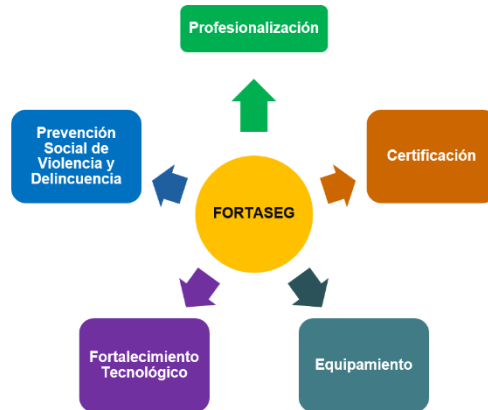 Profesionalización
Prevención
Social de
Violencia y
Delincuencia
Certificación
FORTASEG
Fortalecimiento
Tecnológico
Equipamiento